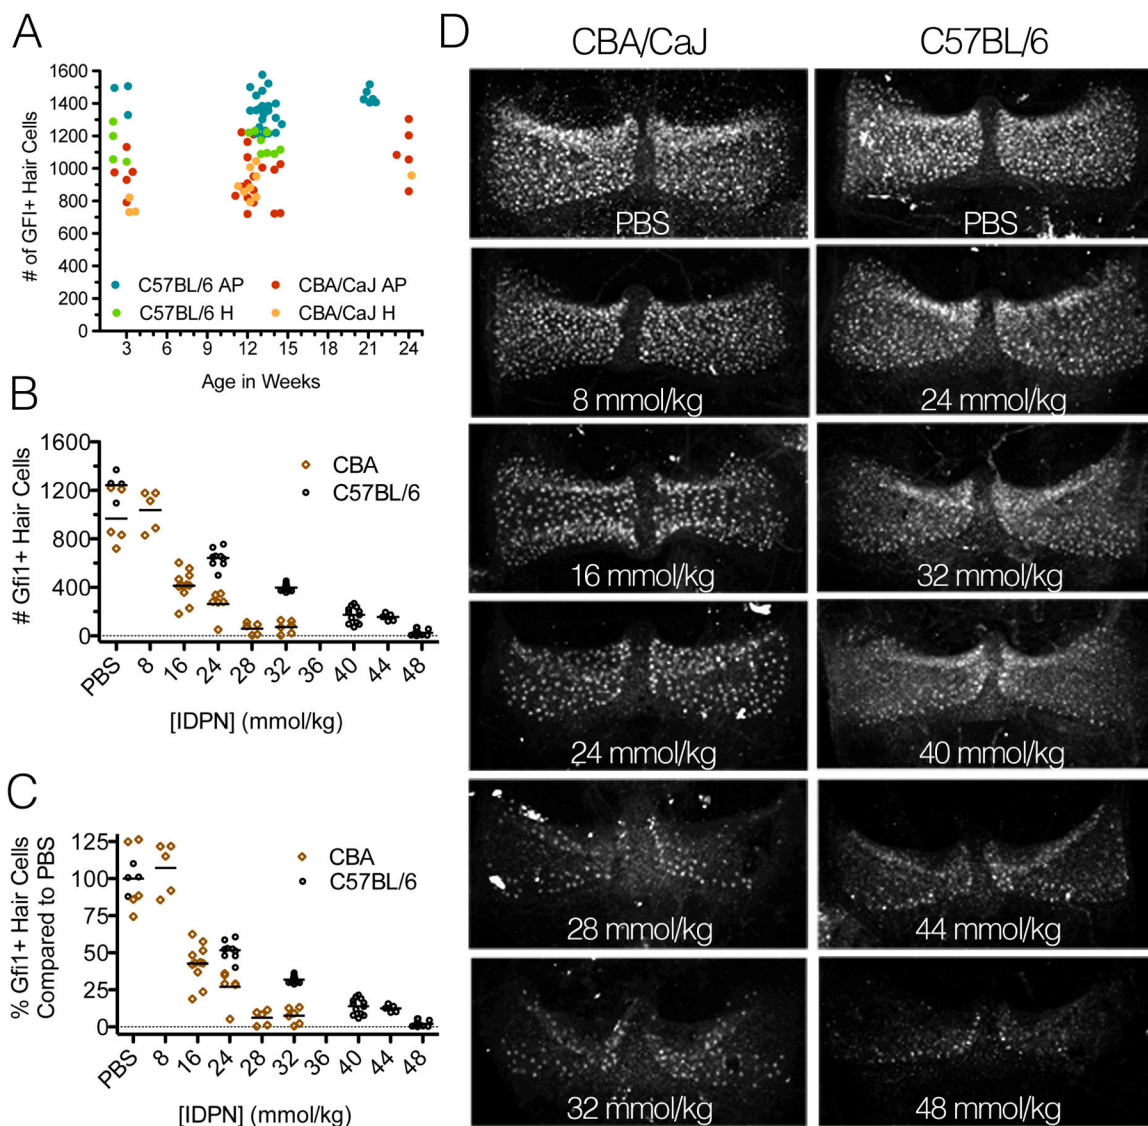 A
# of GFI+ Hair Cells
1600
1400
1200
1000
800
600
400
200
0
C57BL/6 AP
CBA/CaJ AP
C57BL/6 H
CBA/CaJ H
3 6 9 12 15 18 21 24
Age in Weeks
B
# Gfi1+ Hair Cells
1600
1200
800
400
0
CBA
C57BL/6
PBS 8 16 24 28 32 36 40 44 48
[IDPN] (mmol/kg)
C
% Gfi1+ Hair Cells
Compared to PBS
125
100
75
50
25
0
CBA
C57BL/6
PBS 8 16 24 28 32 36 40 44 48
[IDPN] (mmol/kg)
D
CBA/CaJ
C57BL/6
PBS
PBS
8 mmol/kg
24 mmol/kg
16 mmol/kg
32 mmol/kg
24 mmol/kg
40 mmol/kg
28 mmol/kg
44 mmol/kg
32 mmol/kg
48 mmol/kg